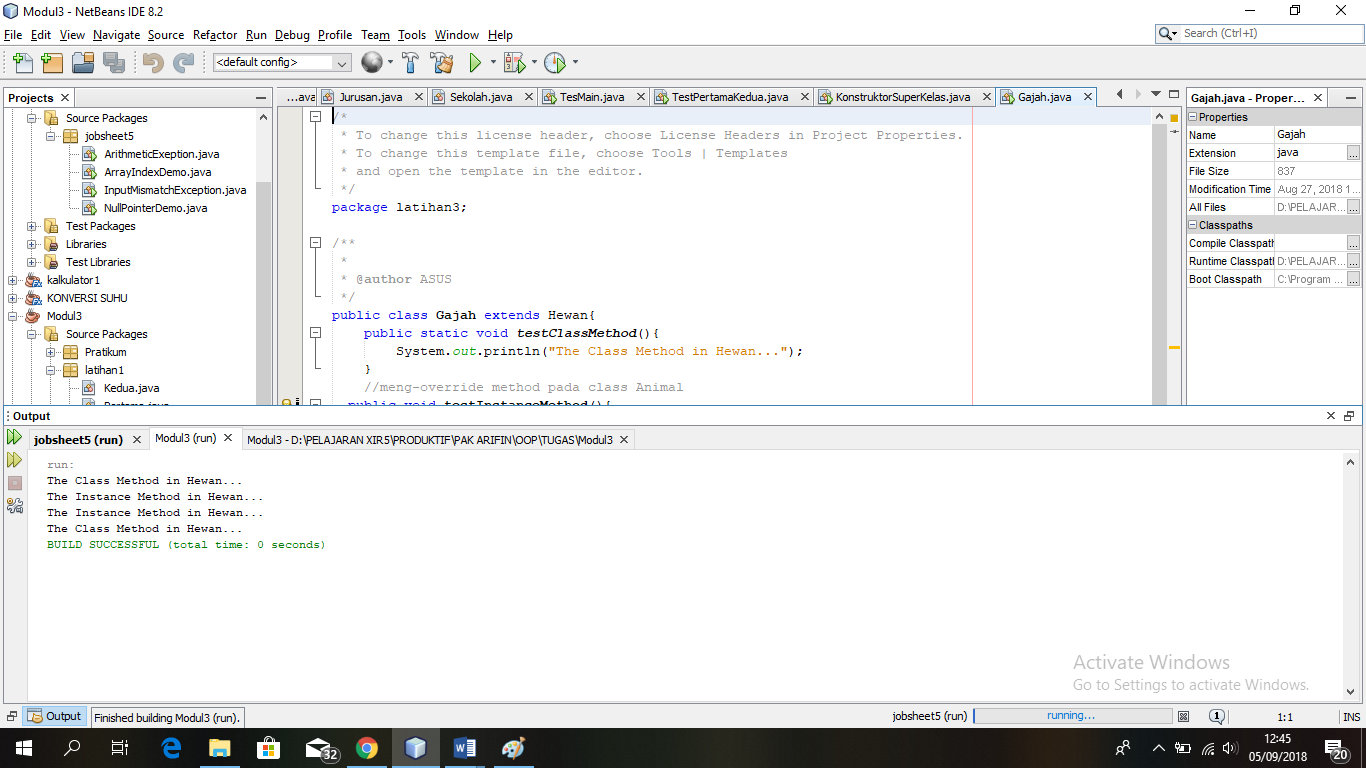 Modul3 - NetBeans IDE 8.2
File Edit View Navigate Source Refactor Run Debug Profile Team Tools Window Help
Search (Ctrl+I)
<default config>
Projects
...ava Jurusan.java Sekolah.java TesMain.java TestPertamaKedua.java KonstruktorSuperKelas.java Gajah.java
Source Packages
jobsheet5
ArithmeticExeption.java
ArrayIndexDemo.java
InputMismatchException.java
NullPointerDemo.java
Test Packages
Libraries
Test Libraries
kalkulator1
KONVERSI SUHU
Modul3
Source Packages
Pratikum
latihan1
Kedua.java
Pertama.java
/*
* To change this license header, choose License Headers in Project Properties.
* To change this template file, choose Tools | Templates
* and open the template in the editor.
*/
package latihan3;
/**
*
* @author ASUS
*/
public class Gajah extends Hewan{
public static void testClassMethod(){
System.out.println("The Class Method in Hewan...");
}
//meng-override method pada class Animal
public void testInstanceMethod(){
Gajah.java - Proper...
Properties
Name Gajah
Extension java ...
File Size 837
Modification Time Aug 27, 2018 1...
All Files D:\PELAJAR... ...
Classpaths
Compile Classpath ...
Runtime Classpat D:\PELAJAR... ...
Boot Classpath C:\Program ... ...
Output
jobsheet5 (run) Modul3 (run) Modul3 - D:\PELAJARAN XIR5\PRODUKTIF\PAK ARIFIN\OOP\TUGAS\Modul3
run:
The Class Method in Hewan...
The Instance Method in Hewan...
The Instance Method in Hewan...
The Class Method in Hewan...
BUILD SUCCESSFUL (total time: 0 seconds)
Activate Windows
Go to Settings to activate Windows.
Output Finished building Modul3 (run). jobsheet5 (run) running... 1 1:1 INS
32
12:45
05/09/2018
20